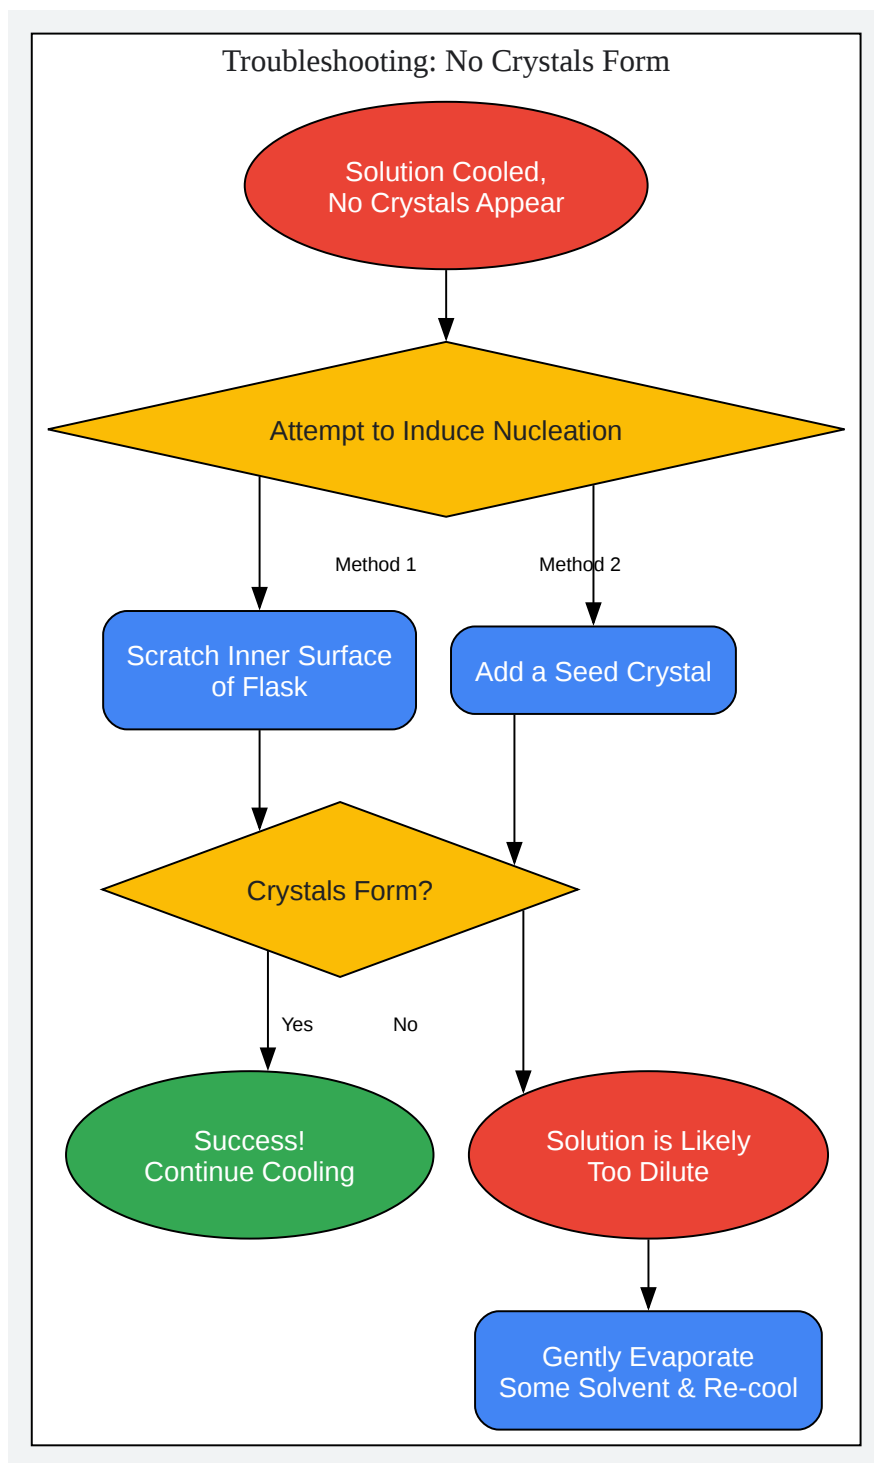 Troubleshooting: No Crystals Form
Solution Cooled,
No Crystals Appear
Attempt to Induce Nucleation
Method 1
Method 2
Scratch Inner Surface
of Flask
Add a Seed Crystal
Crystals Form?
Yes
No
Success!
Continue Cooling
Solution is Likely
Too Dilute
Gently Evaporate
Some Solvent & Re-cool